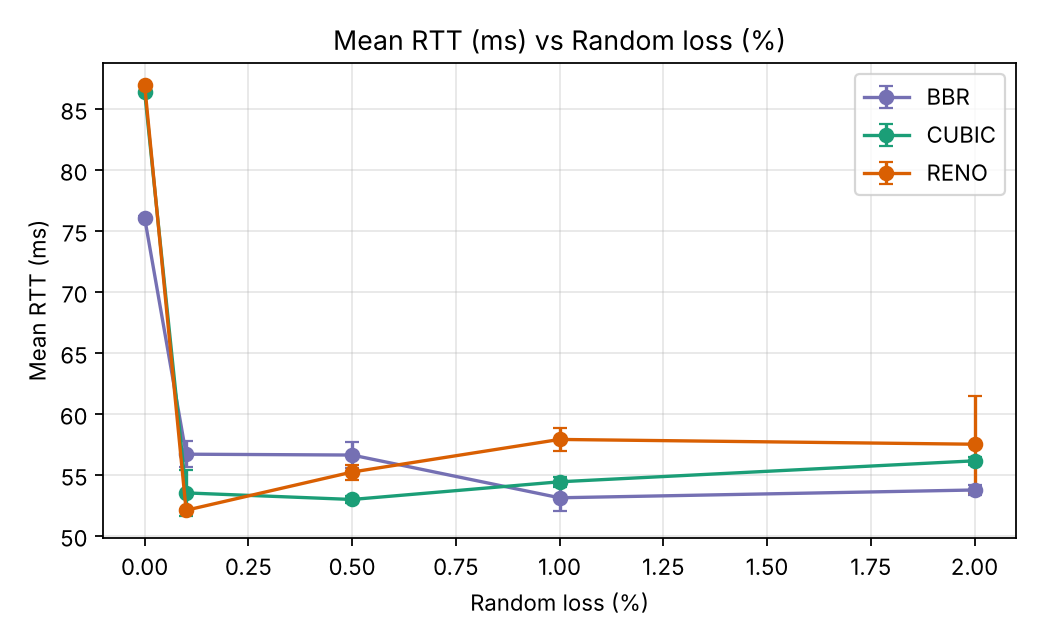 Mean RTT (ms) vs Random loss (%)
BBR
CUBIC
RENO
Mean RTT (ms)
85
80
75
70
65
60
55
50
0.00 0.25 0.50 0.75 1.00 1.25 1.50 1.75 2.00
Random loss (%)